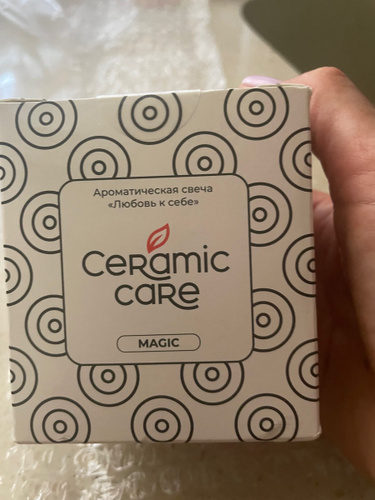 Ароматическая свеча
«Любовь к себе»
Ceramic
care
MAGIC